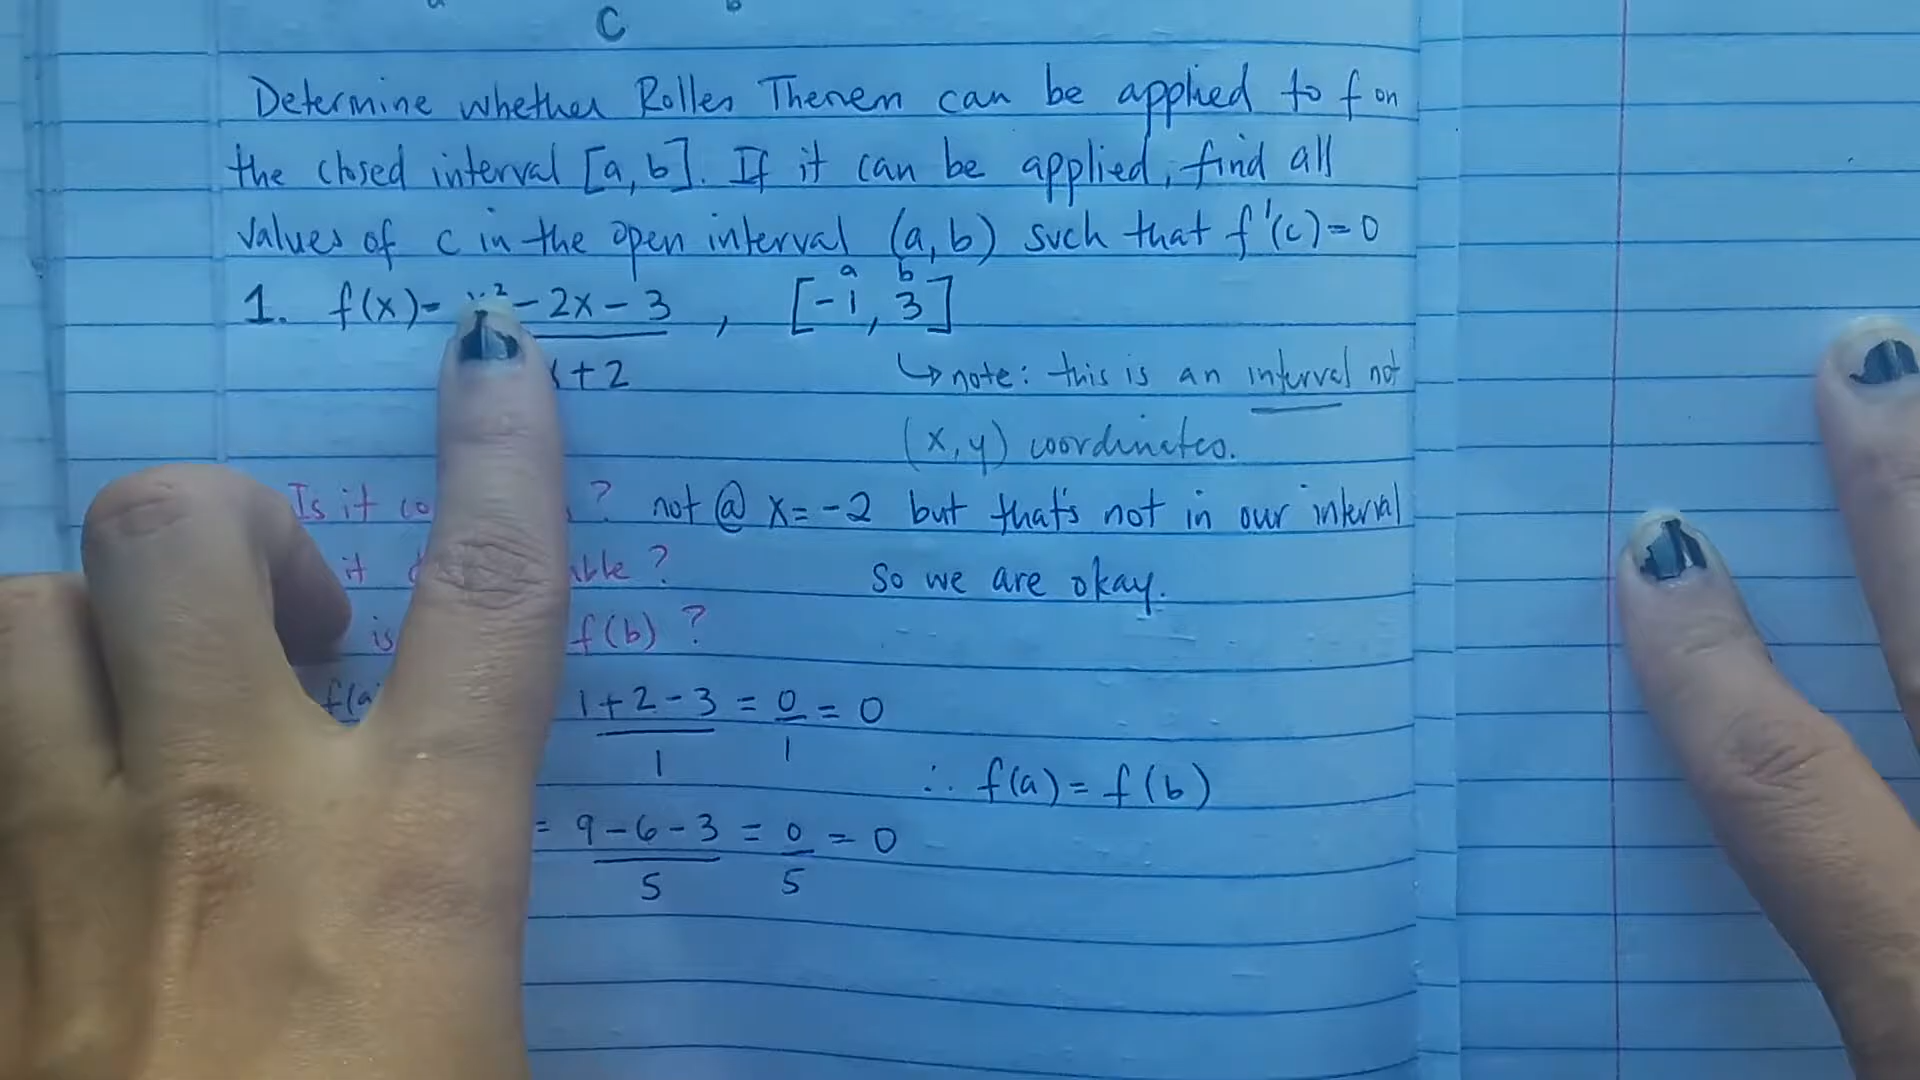 C
Determine whether Rolles Theorem can be applied to f on
the closed interval [a, b]. If it can be applied, find all
values of c in the open interval (a, b) such that f'(c) = 0
a b
1. f(x) = x² - 2x - 3 , [-1, 3]
x + 2
↳ note: this is an interval not
(x, y) coordinates.
Is it ? not @ x = -2 but that's not in our interval
it ? so we are okay.
is f(b) ?
f(a 1 + 2 - 3 = 0 = 0
1 1
∴ f(a) = f(b)
= 9 - 6 - 3 = 0 = 0
5 5